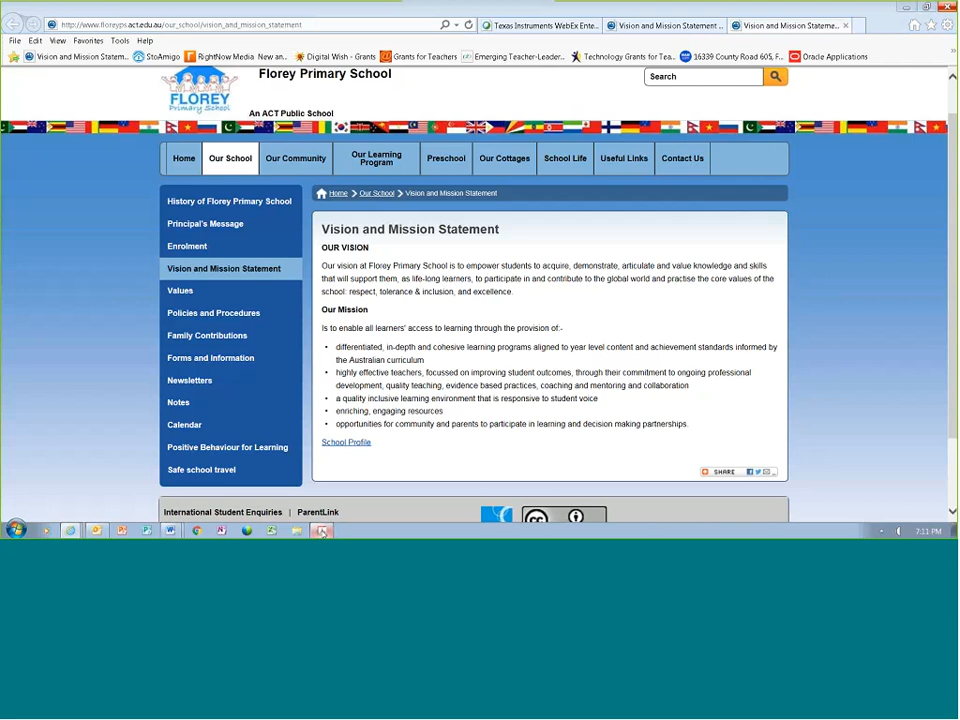 http://www.floreyps.act.edu.au/our_school/vision_and_mission_statement
Texas Instruments WebEx Ente...
Vision and Mission Statement ...
Vision and Mission Stateme...
File Edit View Favorites Tools Help
Vision and Mission Statem...
StoAmigo
RightNow Media New an...
Digital Wish - Grants
Grants for Teachers
Emerging Teacher-Leader...
Technology Grants for Tea...
16339 County Road 605, F...
Oracle Applications
FLOREY
Primary School
Florey Primary School
An ACT Public School
Search
Home
Our School
Our Community
Our Learning
Program
Preschool
Our Cottages
School Life
Useful Links
Contact Us
History of Florey Primary School
Principal's Message
Enrolment
Vision and Mission Statement
Values
Policies and Procedures
Family Contributions
Forms and Information
Newsletters
Notes
Calendar
Positive Behaviour for Learning
Safe school travel
Home Our School Vision and Mission Statement
Vision and Mission Statement
OUR VISION
Our vision at Florey Primary School is to empower students to acquire, demonstrate, articulate and value knowledge and skills
that will support them, as life-long learners, to participate in and contribute to the global world and practise the core values of the
school: respect, tolerance & inclusion, and excellence.
Our Mission
Is to enable all learners' access to learning through the provision of:-
• differentiated, in-depth and cohesive learning programs aligned to year level content and achievement standards informed by
the Australian curriculum
• highly effective teachers, focussed on improving student outcomes, through their commitment to ongoing professional
development, quality teaching, evidence based practices, coaching and mentoring and collaboration
• a quality inclusive learning environment that is responsive to student voice
• enriching, engaging resources
• opportunities for community and parents to participate in learning and decision making partnerships.
School Profile
SHARE
International Student Enquiries | ParentLink
cc
7:11 PM